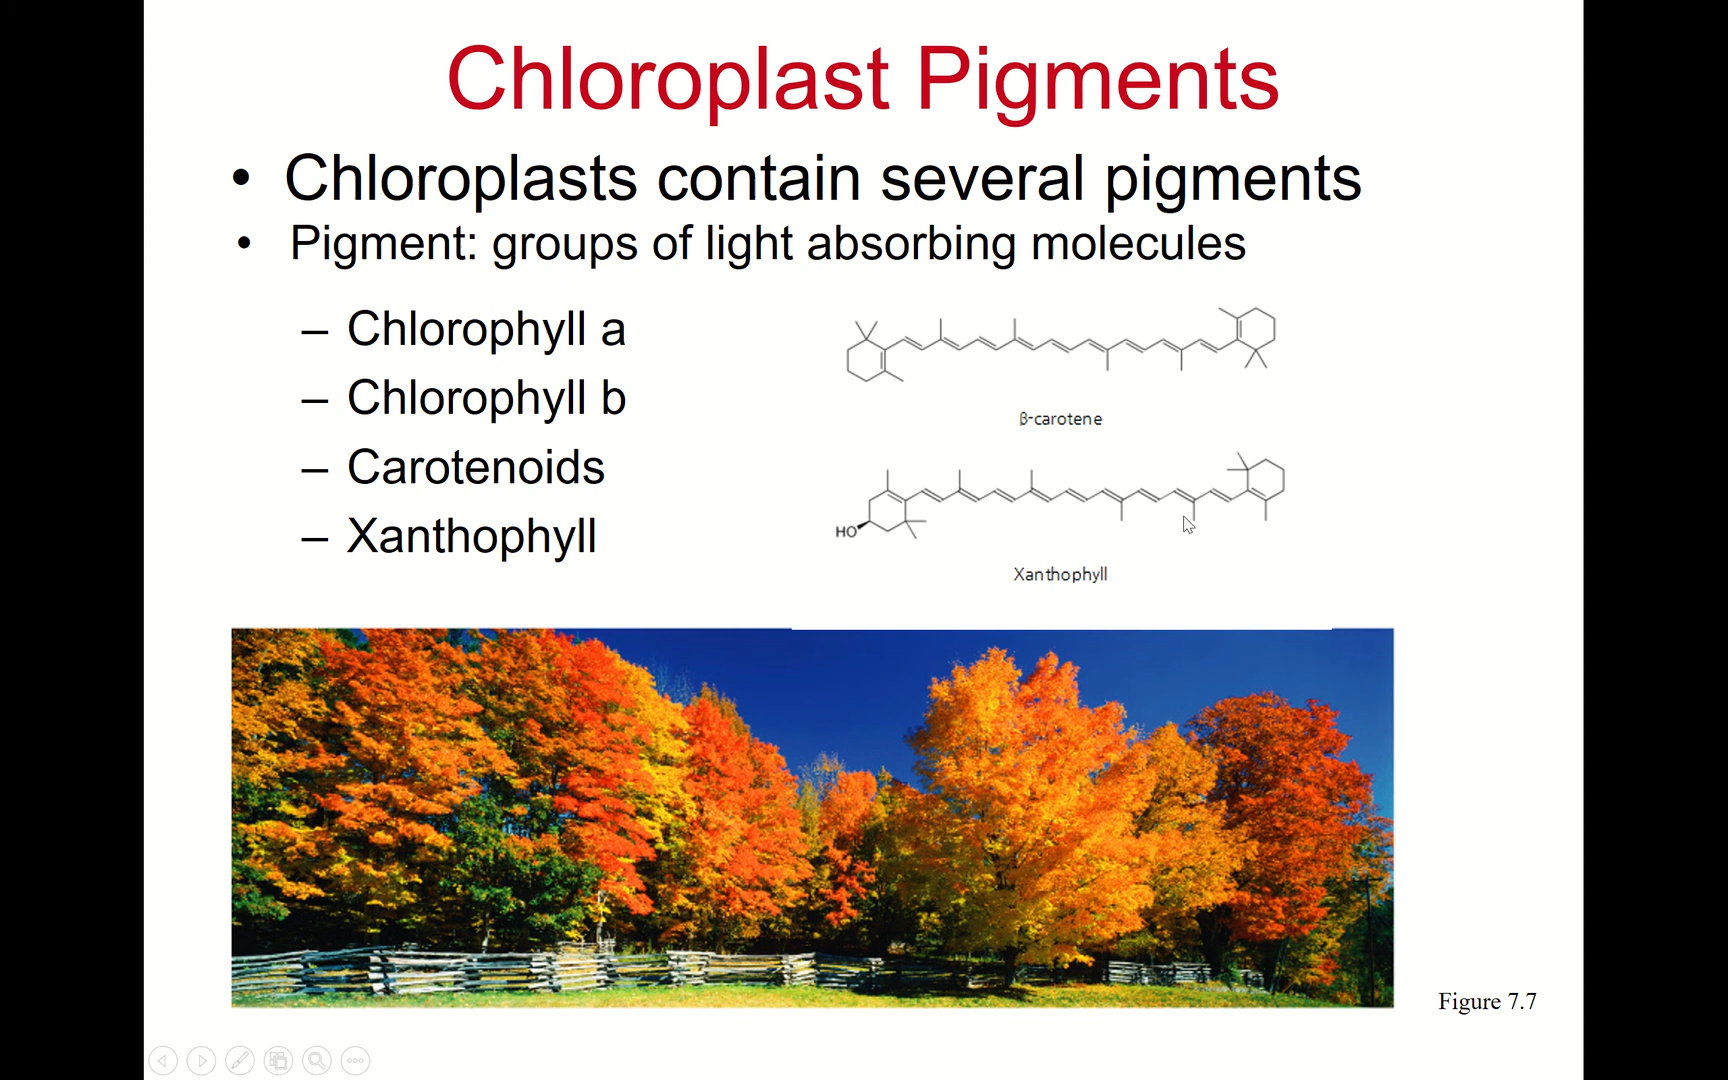 Chloroplast Pigments
• Chloroplasts contain several pigments
• Pigment: groups of light absorbing molecules
– Chlorophyll a
– Chlorophyll b
– Carotenoids
– Xanthophyll
β-carotene
HO
Xanthophyll
Figure 7.7